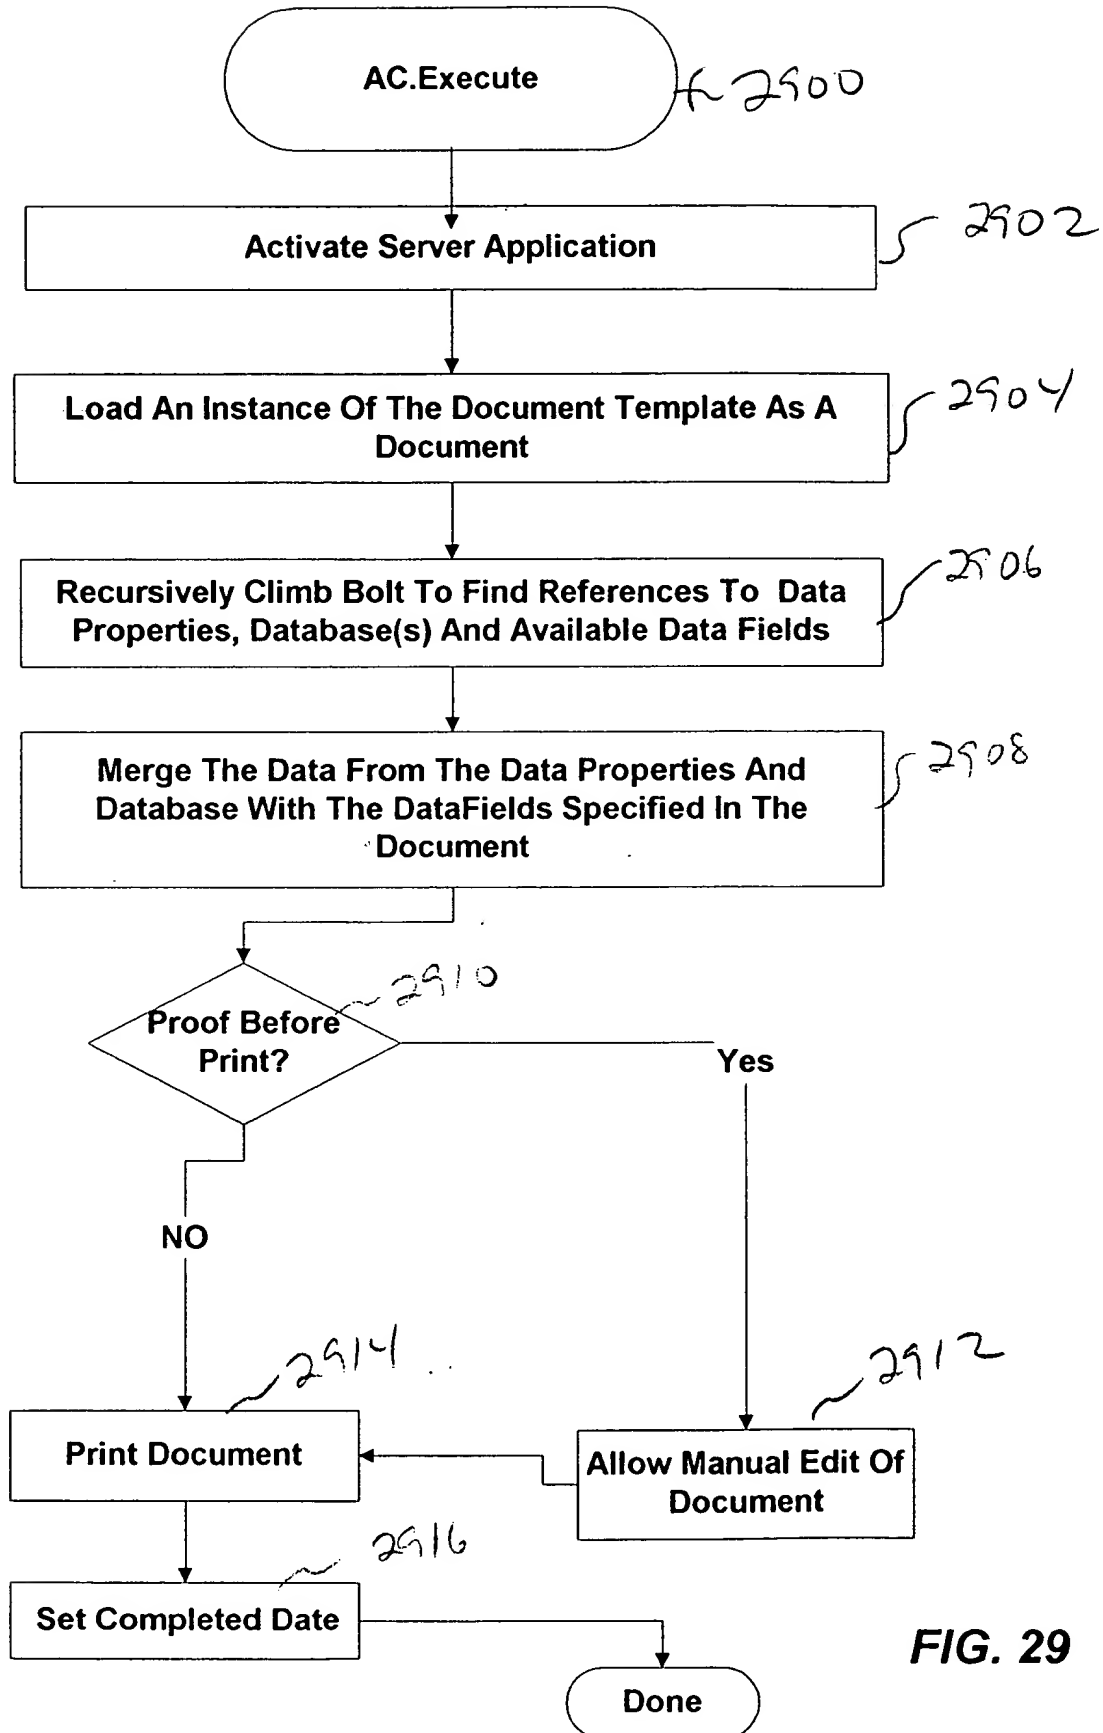 AC.Execute
2900
Activate Server Application
2902
Load An Instance Of The Document Template As A
Document
2904
Recursively Climb Bolt To Find References To Data
Properties, Database(s) And Available Data Fields
2906
Merge The Data From The Data Properties And
Database With The DataFields Specified In The
Document
2908
Proof Before
Print?
2910
Yes
NO
2914
2912
Print Document
Allow Manual Edit Of
Document
2916
Set Completed Date
FIG. 29
Done